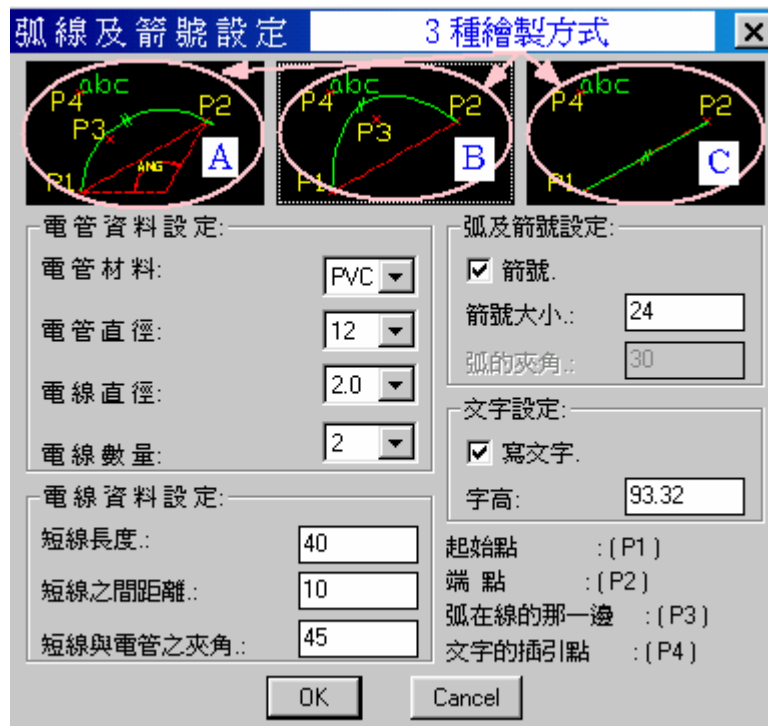 弧線及箭號設定
3種繪製方式
abc
P4
P2
P3
A
ANG
P1
abc
P4
P2
P3
B
P1
abc
P4
P2
C
P1
電管資料設定:
電管材料: PVC
電管直徑: 12
電線直徑: 2.0
電線數量: 2
弧及箭號設定:
箭號.
箭號大小.: 24
弧的夾角.: 30
文字設定:
寫文字.
字高: 93.32
電線資料設定:
短線長度.: 40
短線之間距離.: 10
短線與電管之夾角.: 45
起始點 :(P1)
端 點 :(P2)
弧在線的那一邊 :(P3)
文字的插引點 :(P4)
OK
Cancel